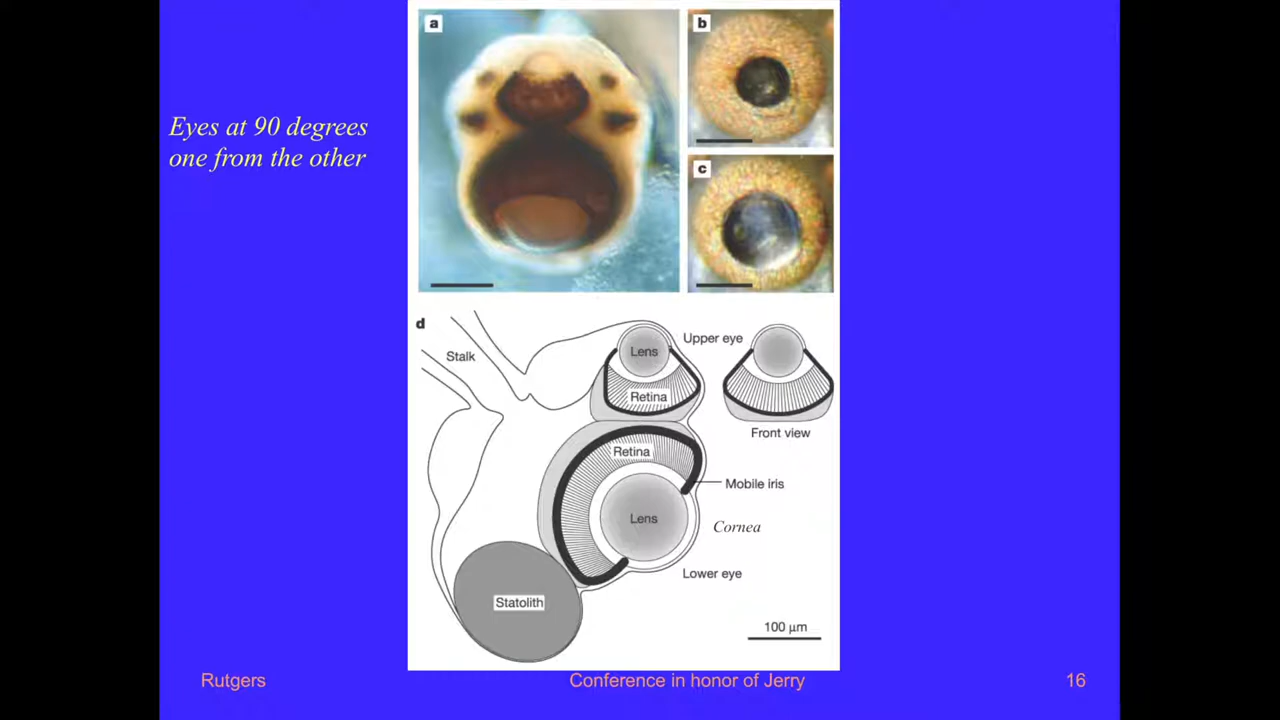 Eyes at 90 degrees
one from the other
a
b
c
d
Stalk
Lens
Upper eye
Retina
Front view
Retina
Mobile iris
Lens
Cornea
Lower eye
Statolith
100 µm
Rutgers
Conference in honor of Jerry
16